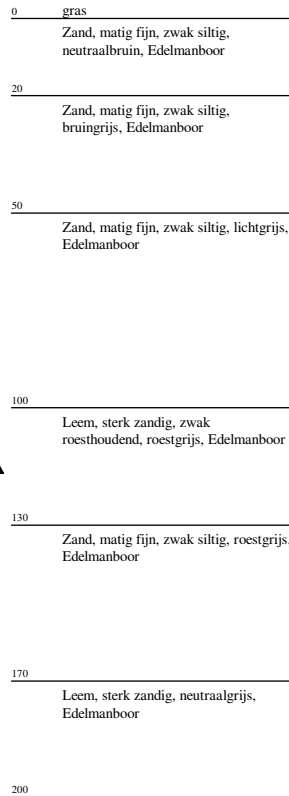 0 gras
Zand, matig fijn, zwak siltig,
neutraalbruin, Edelmanboor
20
Zand, matig fijn, zwak siltig,
bruingrijs, Edelmanboor
50
Zand, matig fijn, zwak siltig, lichtgrijs,
Edelmanboor
100
Leem, sterk zandig, zwak
roesthoudend, roestgrijs, Edelmanboor
130
Zand, matig fijn, zwak siltig, roestgrijs,
Edelmanboor
170
Leem, sterk zandig, neutraalgrijs,
Edelmanboor
200